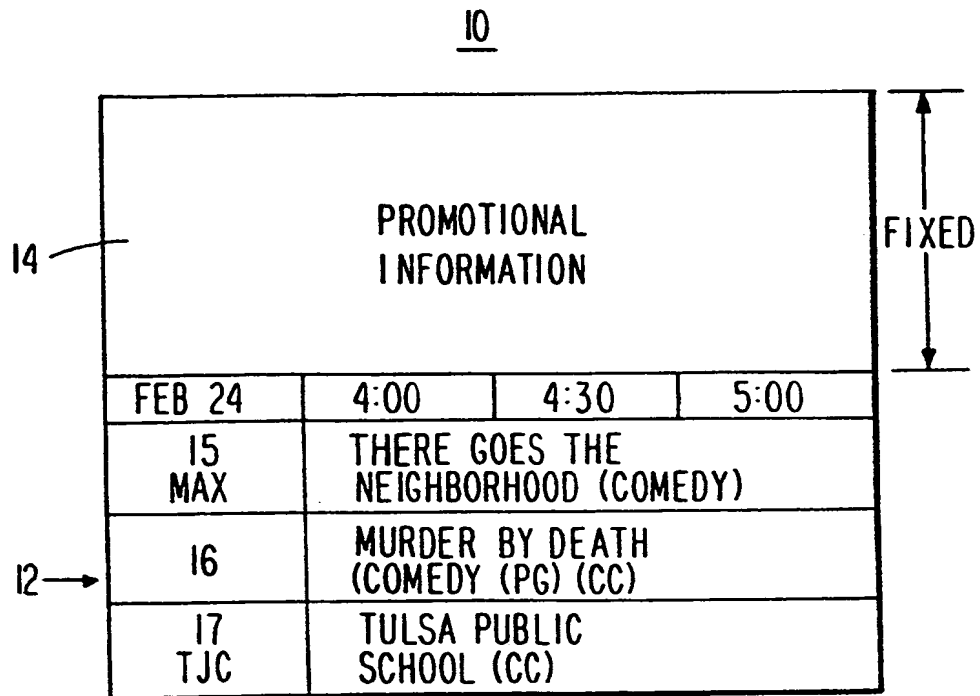 10
PROMOTIONAL
INFORMATION
14
FIXED
FEB 24 4:00 4:30 5:00
15
MAX
THERE GOES THE
NEIGHBORHOOD (COMEDY)
12
16
MURDER BY DEATH
(COMEDY (PG) (CC)
17
TJC
TULSA PUBLIC
SCHOOL (CC)